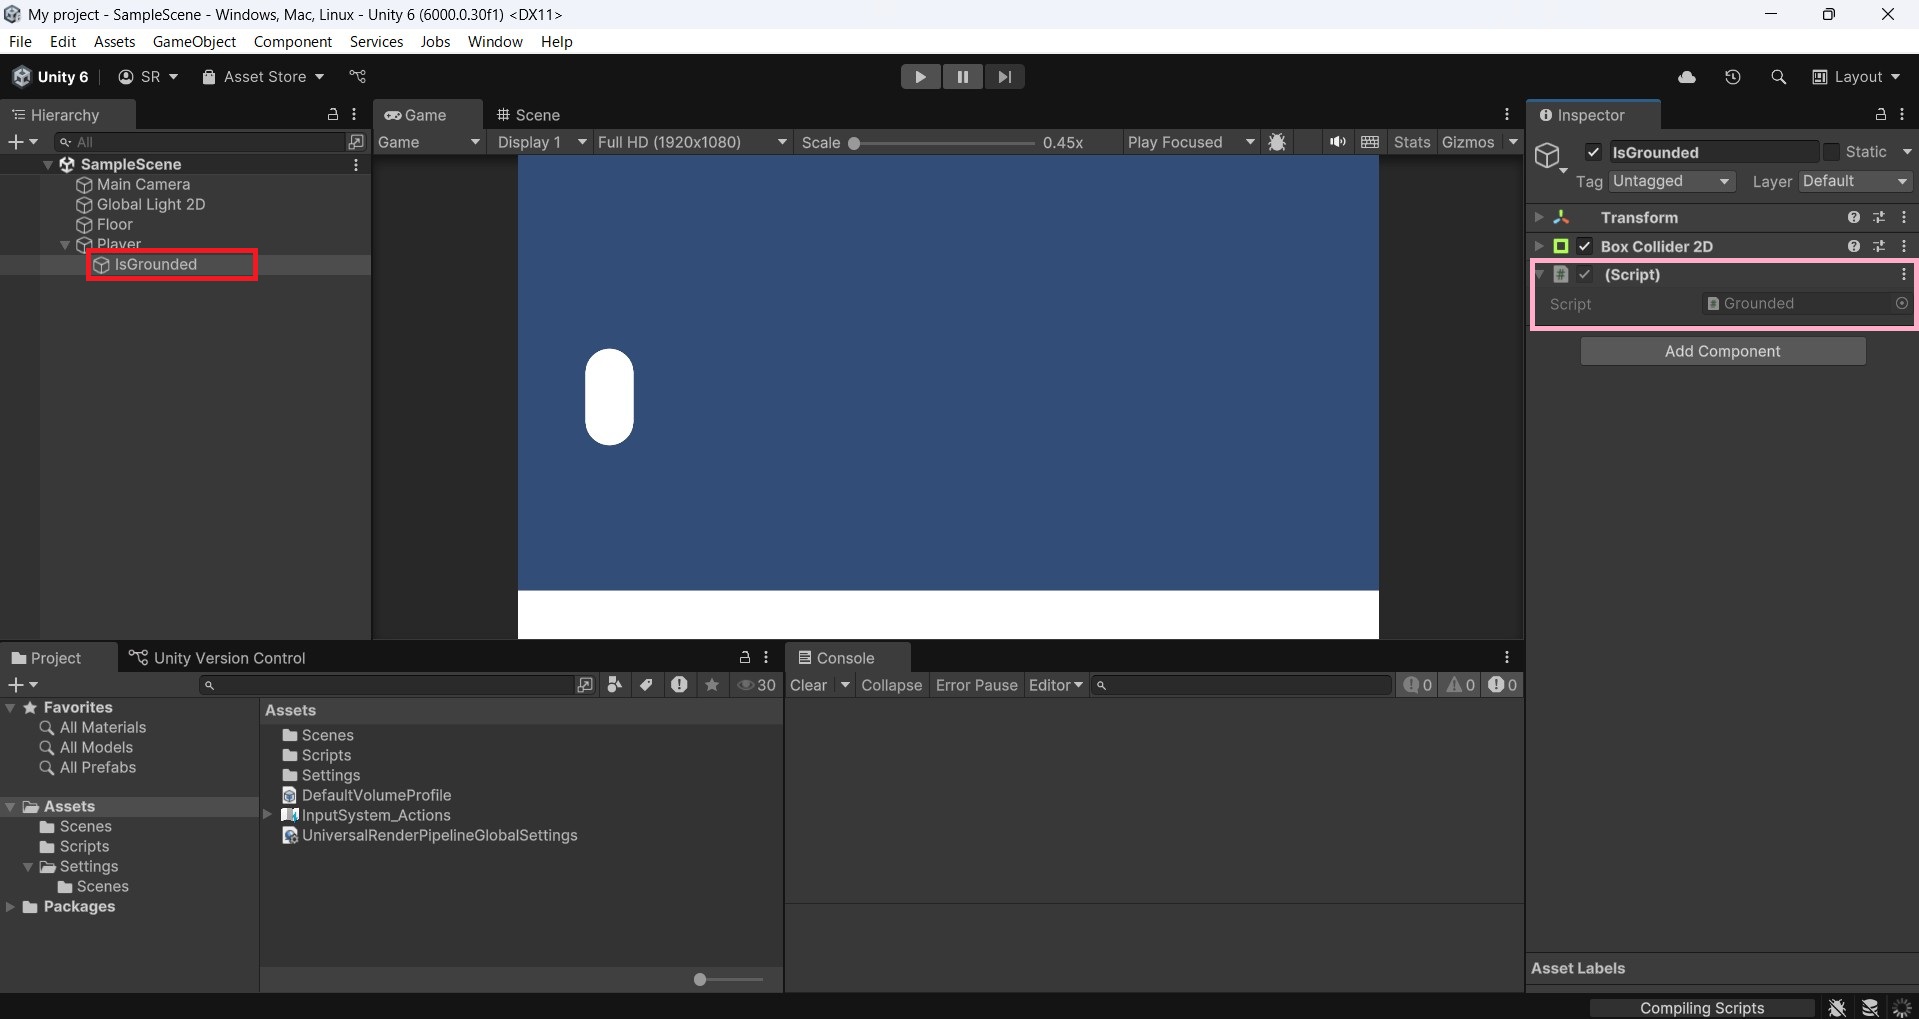 My project - SampleScene - Windows, Mac, Linux - Unity 6 (6000.0.30f1) <DX11>
File Edit Assets GameObject Component Services Jobs Window Help
Unity 6 SR Asset Store Layout
Hierarchy
All
SampleScene
Main Camera
Global Light 2D
Floor
Player
IsGrounded
Game Scene
Game Display 1 Full HD (1920x1080) Scale 0.45x Play Focused Stats Gizmos
Inspector
IsGrounded Static
Tag Untagged Layer Default
Transform
Box Collider 2D
# (Script)
Script Grounded
Add Component
Project Unity Version Control
30
Favorites
All Materials
All Models
All Prefabs
Assets
Scenes
Scripts
Settings
Scenes
Packages
Assets
Scenes
Scripts
Settings
DefaultVolumeProfile
InputSystem_Actions
UniversalRenderPipelineGlobalSettings
Console
Clear Collapse Error Pause Editor 0 0 0
Asset Labels
Compiling Scripts